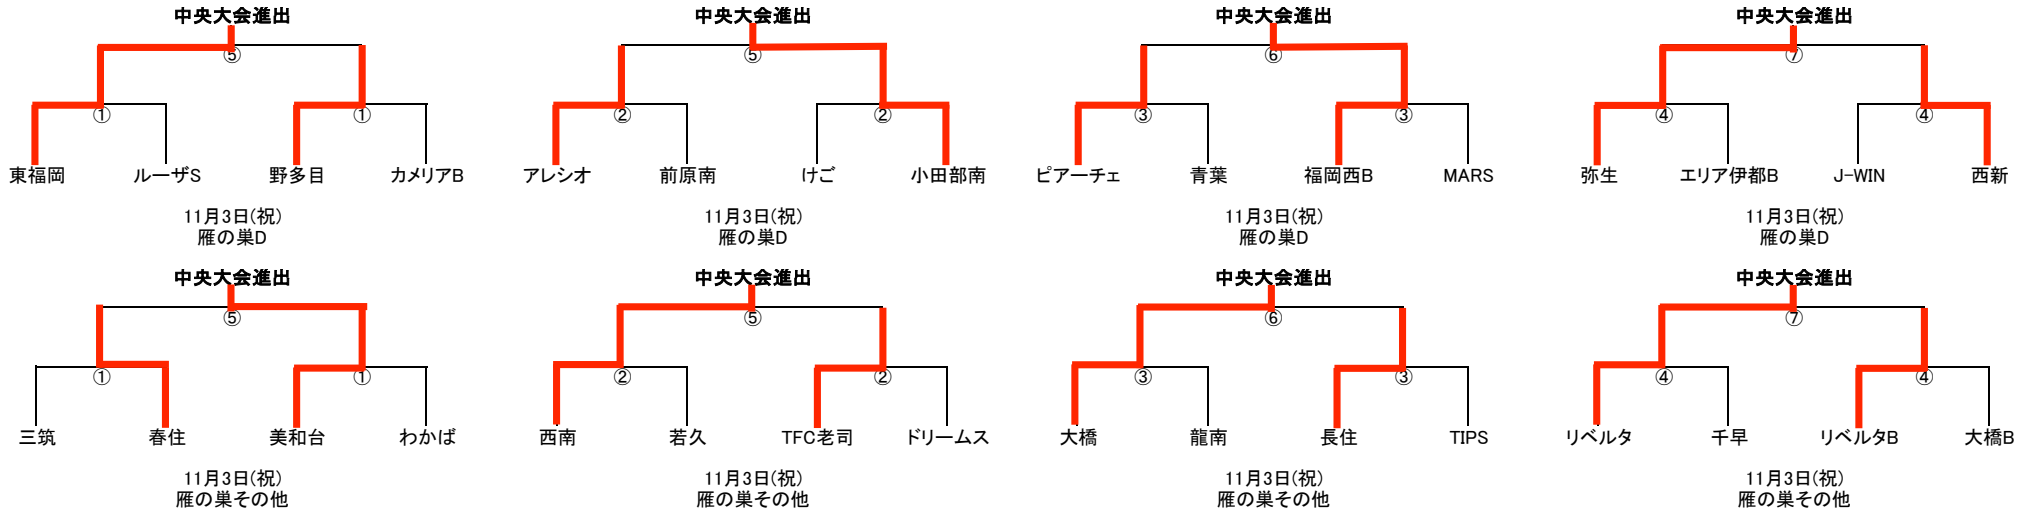 中央大会進出 中央大会進出 中央大会進出 中央大会進出
⑤ ⑤ ⑥ ⑦
① ① ② ② ③ ③ ④ ④
東福岡 ルーザS 野多目 カメリアB アレシオ 前原南 けご 小田部南 ピアーチェ 青葉 福岡西B MARS 弥生 エリア伊都B J-WIN 西新
11月3日(祝) 11月3日(祝) 11月3日(祝) 11月3日(祝)
雁の巣D 雁の巣D 雁の巣D 雁の巣D
中央大会進出 中央大会進出 中央大会進出 中央大会進出
⑤ ⑤ ⑥ ⑦
① ① ② ② ③ ③ ④ ④
三筑 春住 美和台 わかば 西南 若久 TFC老司 ドリームス 大橋 龍南 長住 TIPS リベルタ 千早 リベルタB 大橋B
11月3日(祝) 11月3日(祝) 11月3日(祝) 11月3日(祝)
雁の巣その他 雁の巣その他 雁の巣その他 雁の巣その他